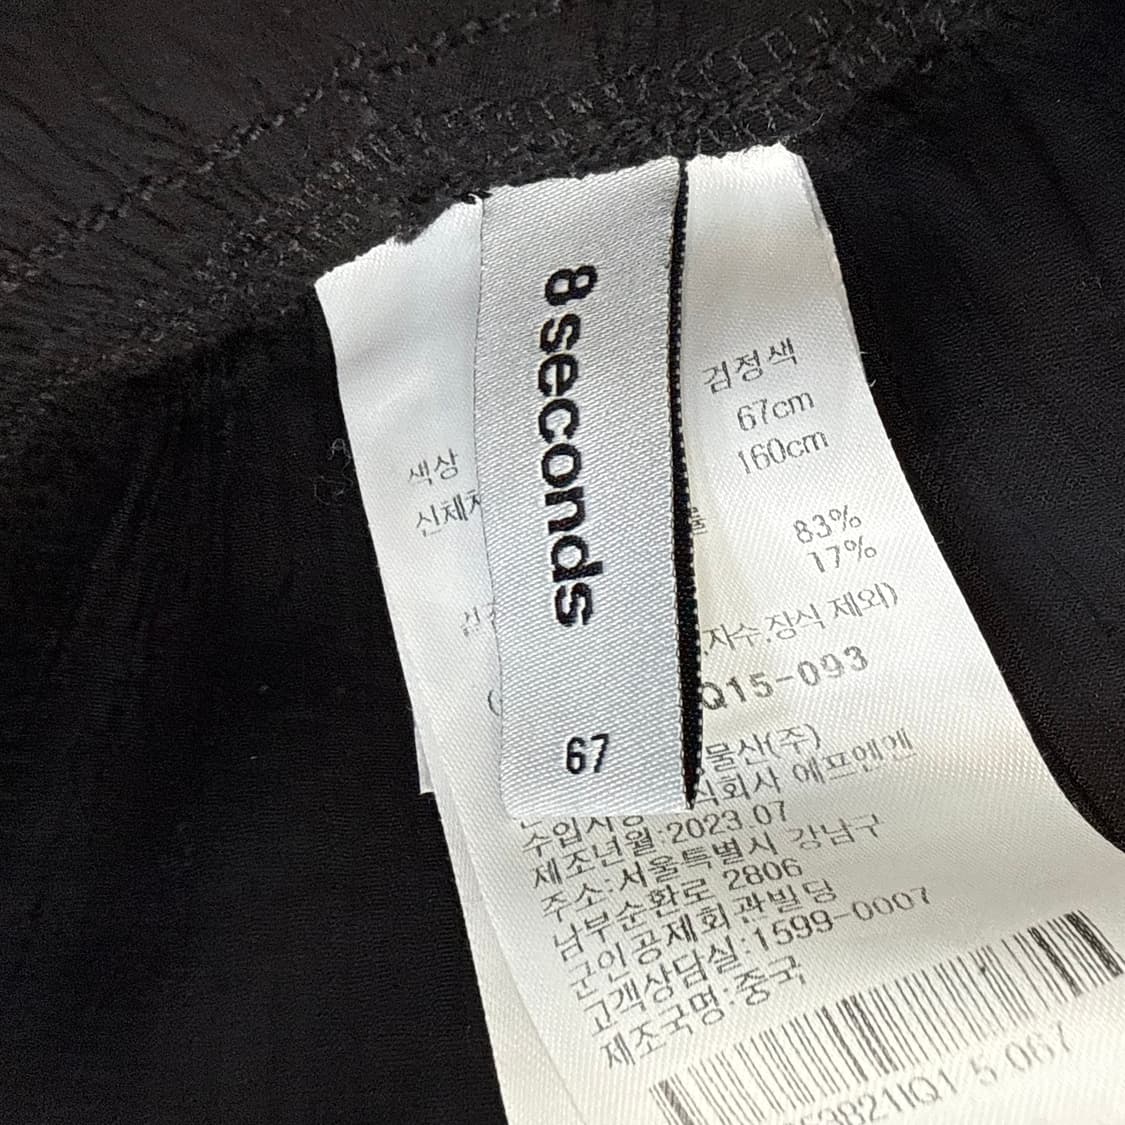 8 seconds
67
색상 검정색
67cm
신체치 160cm
83%
17%
자수.장식 제외)
Q15-093
물산(주)
식회사 에프엔엔
제조년월:2023.07
주소:서울특별시 강남구
남부순환로 2806
군인공제회관빌딩
고객상담실:1599-0007
제조국명:중국